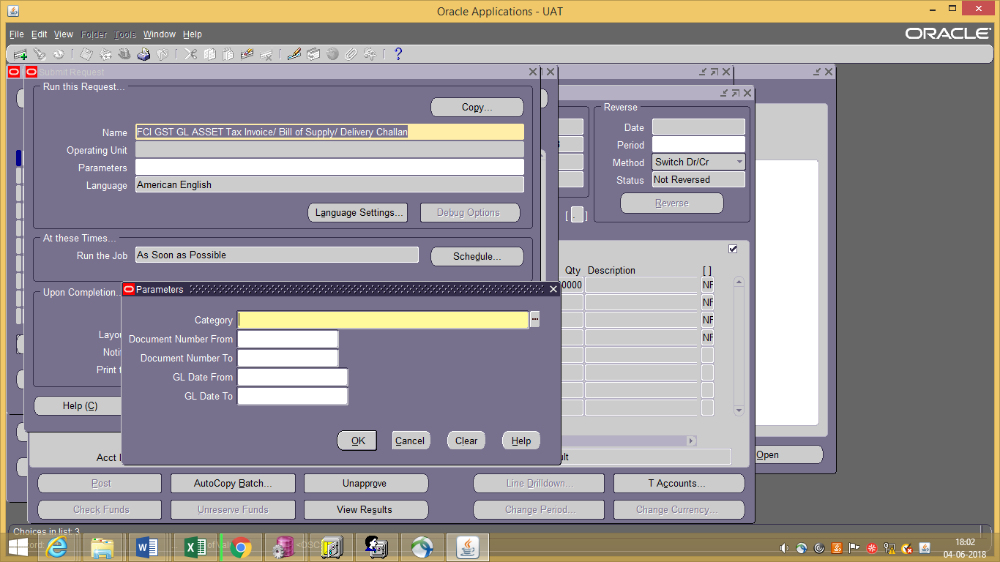 Oracle Applications - UAT
File Edit View Folder Tools Window Help
ORACLE
Submit Request
Run this Request...
Copy...
Name FCI GST GL ASSET Tax Invoice/ Bill of Supply/ Delivery Challan
Operating Unit
Parameters
Language American English
Language Settings... Debug Options
At these Times...
Run the Job As Soon as Possible Schedule...
Upon Completion...
Help (C)
Reverse
Date
Period
Method Switch Dr/Cr
Status Not Reversed
Reverse
[ . ]
Qty Description [ ]
NF
NF
NF
NF
Parameters
Category
Document Number From
Document Number To
GL Date From
GL Date To
OK Cancel Clear Help
Open
Post AutoCopy Batch... Unapprove Line Drilldown... T Accounts...
Check Funds Unreserve Funds View Results Change Period... Change Currency...
Choices in list: 3
18:02
04-06-2018